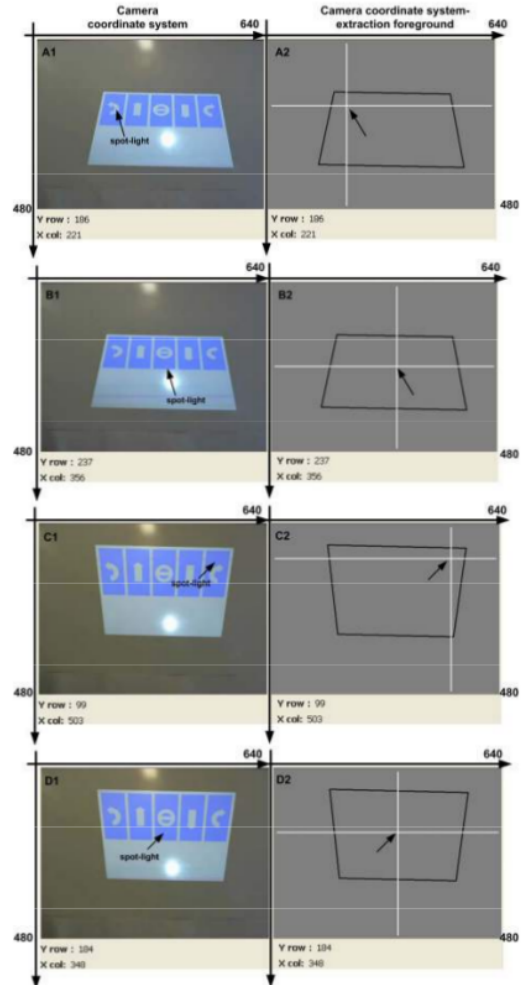 Camera
coordinate system
Camera coordinate system-
extraction foreground
640
640
A1
A2
spot-light
480
480
Y row : 186
X col: 221
Y row : 186
X col: 221
640
640
B1
B2
spot-light
480
480
Y row : 237
X col: 356
Y row : 237
X col: 356
640
640
C1
C2
spot-light
480
480
Y row : 99
X col: 503
Y row : 99
X col: 503
640
640
D1
D2
spot-light
480
480
Y row : 184
X col: 348
Y row : 184
X col: 348